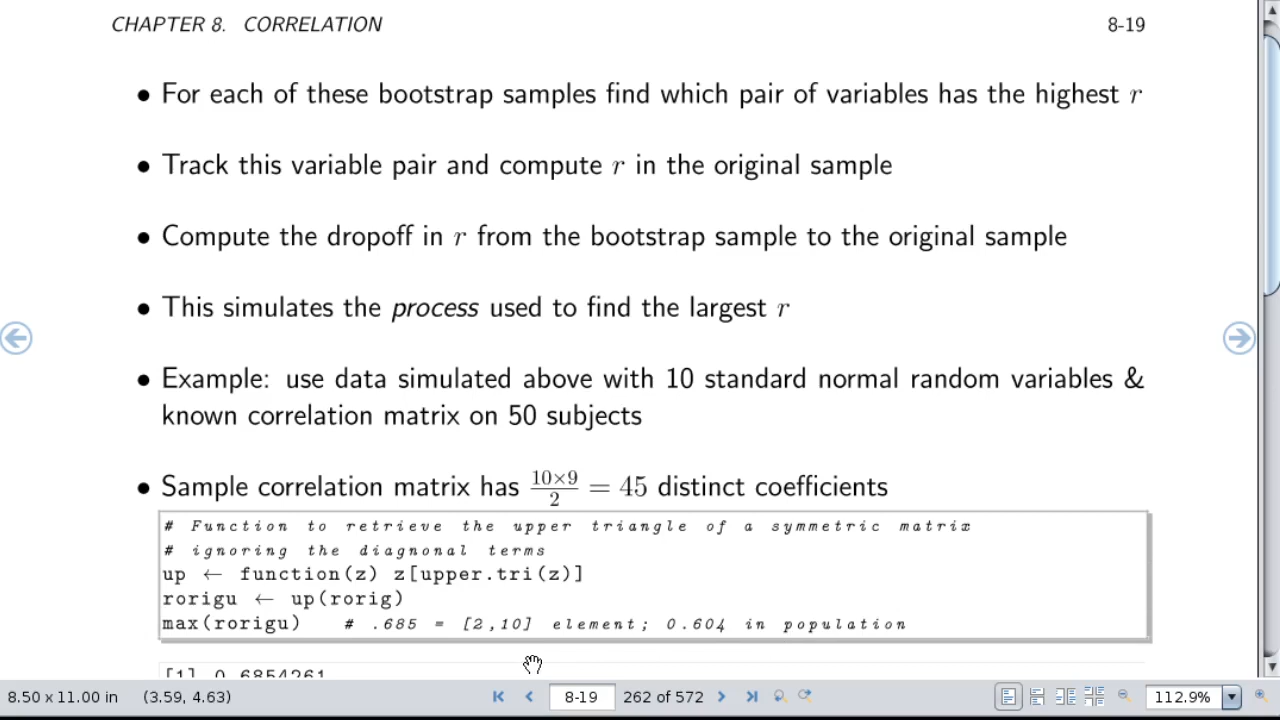 CHAPTER 8. CORRELATION 8-19
• For each of these bootstrap samples find which pair of variables has the highest r
• Track this variable pair and compute r in the original sample
• Compute the dropoff in r from the bootstrap sample to the original sample
• This simulates the process used to find the largest r
• Example: use data simulated above with 10 standard normal random variables &
known correlation matrix on 50 subjects
• Sample correlation matrix has 10×9/2 = 45 distinct coefficients
# Function to retrieve the upper triangle of a symmetric matrix
# ignoring the diagnonal terms
up ← function(z) z[upper.tri(z)]
rorigu ← up(rorig)
max(rorigu) # .685 = [2,10] element; 0.604 in population
[1] 0.6854261
8.50 x 11.00 in (3.59, 4.63) 8-19 262 of 572 112.9%